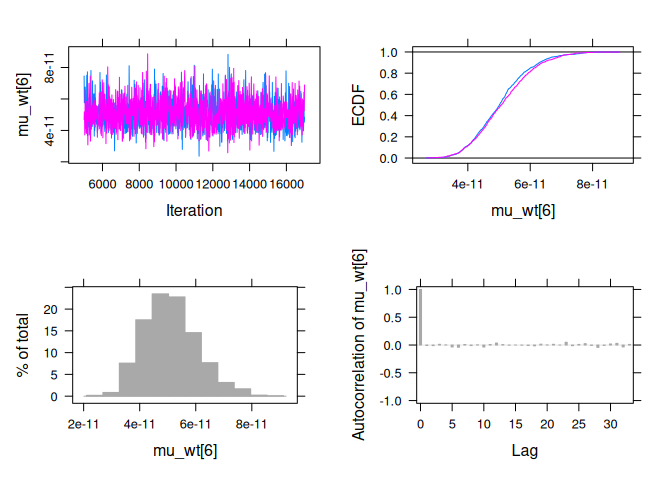 mu_wt[6]
8e-11
4e-11
6000 8000 10000 12000 14000 16000
Iteration
ECDF
1.0
0.8
0.6
0.4
0.2
0.0
4e-11 6e-11 8e-11
mu_wt[6]
% of total
20
15
10
5
0
2e-11 4e-11 6e-11 8e-11
mu_wt[6]
Autocorrelation of mu_wt[6]
1.0
0.5
0.0
-0.5
-1.0
0 5 10 15 20 25 30
Lag